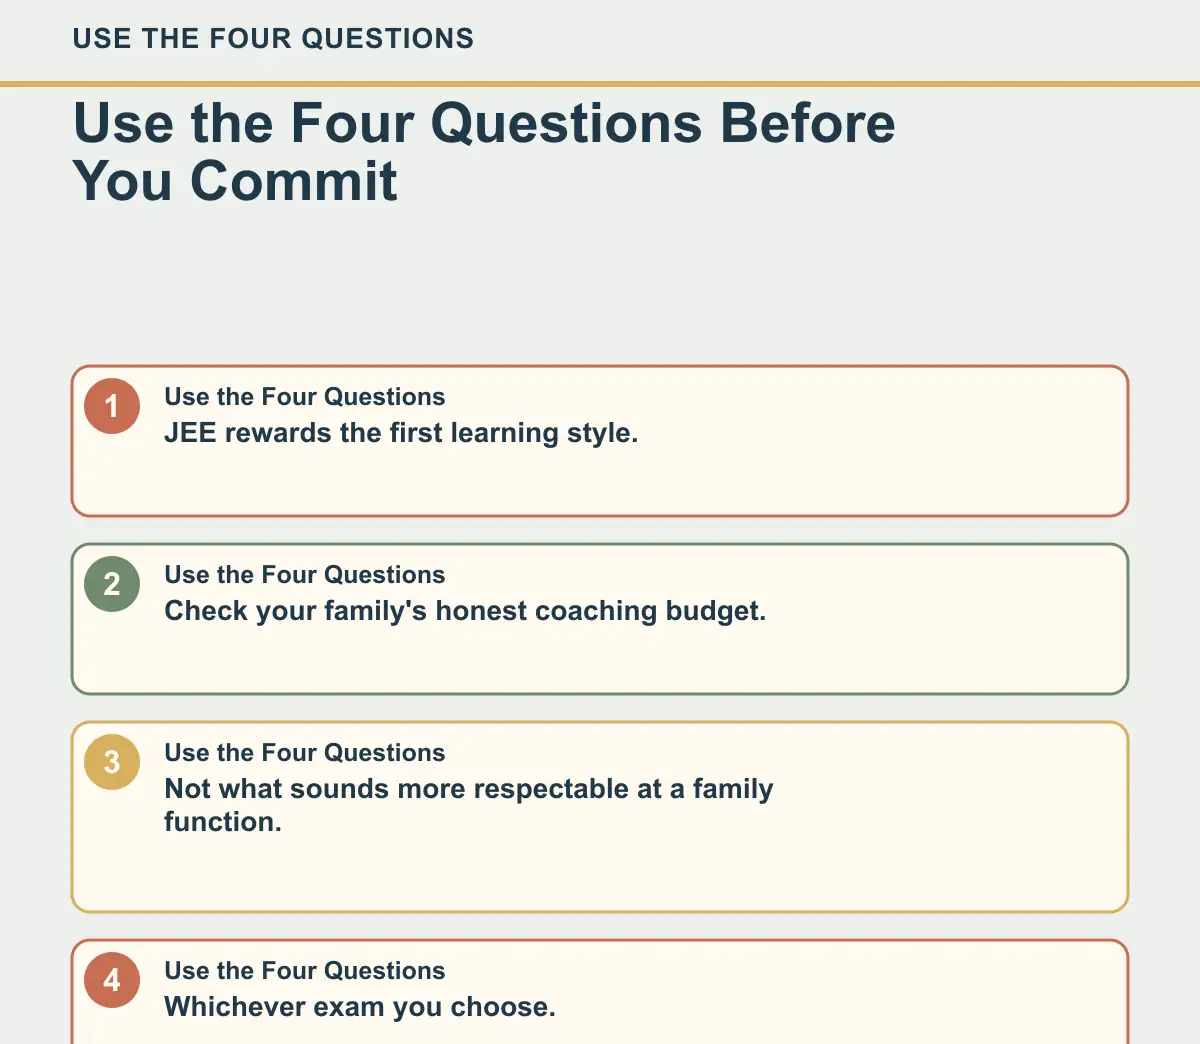 USE THE FOUR QUESTIONS
Use the Four Questions Before
You Commit
1
Use the Four Questions
JEE rewards the first learning style.
2
Use the Four Questions
Check your family's honest coaching budget.
3
Use the Four Questions
Not what sounds more respectable at a family
function.
4
Use the Four Questions
Whichever exam you choose.